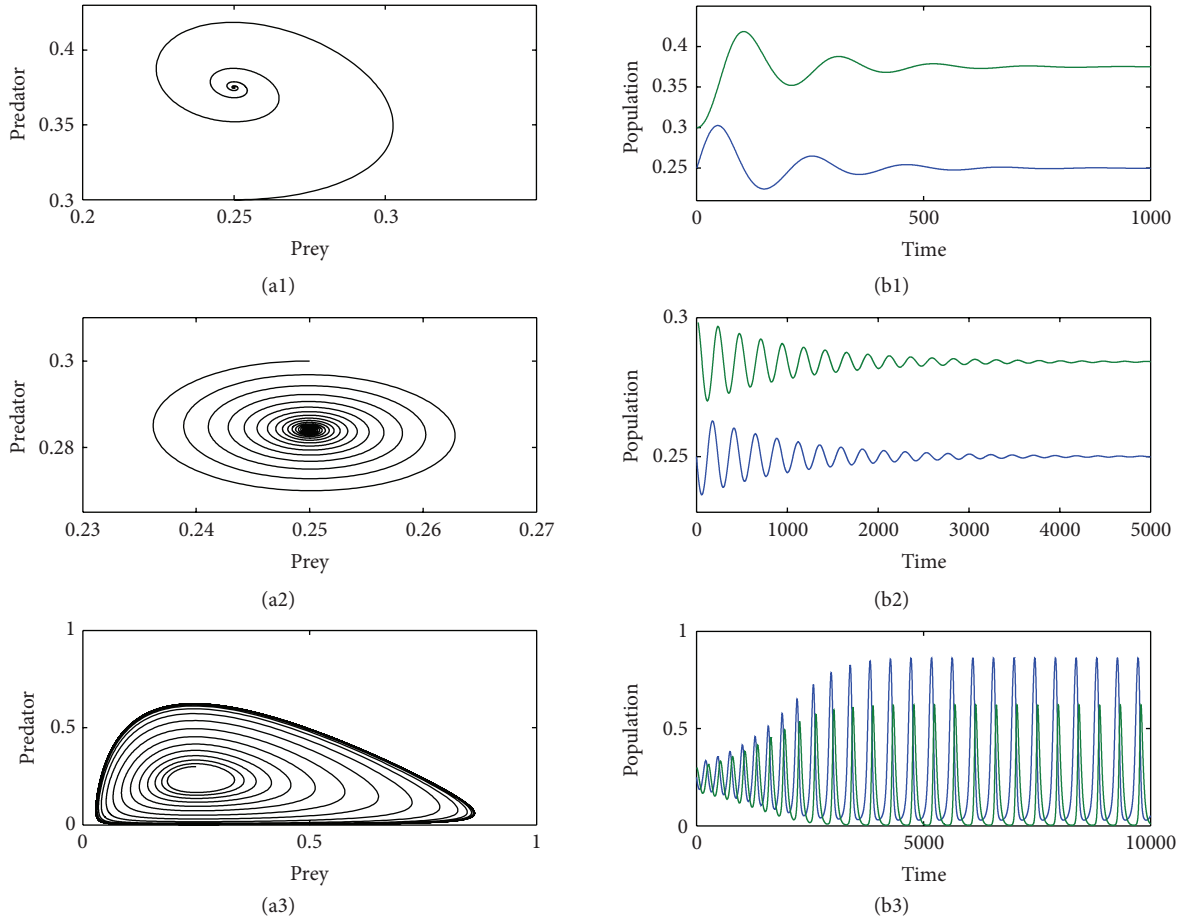 0.4
0.35
0.3
Predator
0.2
0.25
0.3
Prey
(a1)
0.4
0.35
0.3
0.25
Population
0
500
1000
Time
(b1)
0.3
0.28
Predator
0.23
0.24
0.25
0.26
0.27
Prey
(a2)
0.3
0.25
Population
0
1000
2000
3000
4000
5000
Time
(b2)
1
0.5
0
Predator
0
0.5
1
Prey
(a3)
1
0.5
0
Population
0
5000
10000
Time
(b3)